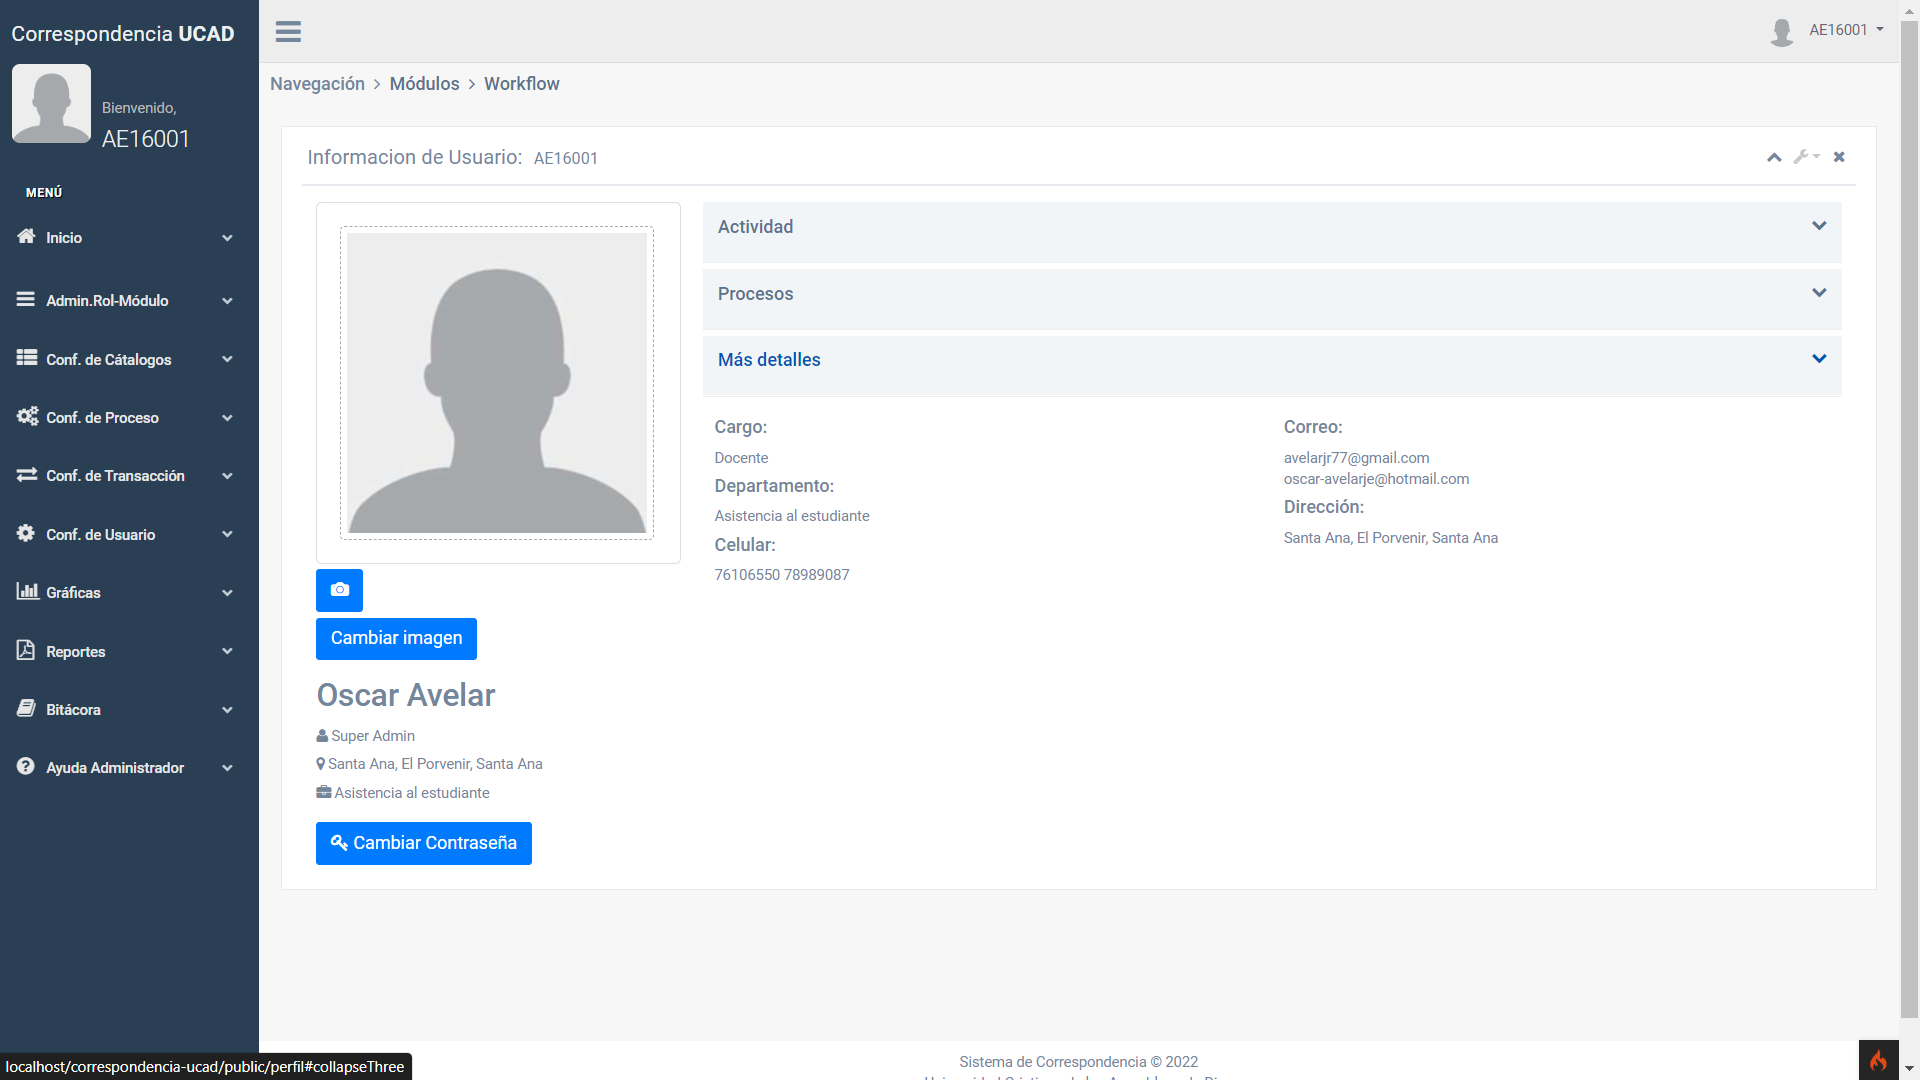 Correspondencia UCAD
Bienvenido,
AE16001
MENÚ
Inicio
Admin.Rol-Módulo
Conf. de Cátalogos
Conf. de Proceso
Conf. de Transacción
Conf. de Usuario
Gráficas
Reportes
Bitácora
Ayuda Administrador
AE16001
Navegación > Módulos > Workflow
Informacion de Usuario: AE16001
Cambiar imagen
Oscar Avelar
Super Admin
Santa Ana, El Porvenir, Santa Ana
Asistencia al estudiante
Cambiar Contraseña
Actividad
Procesos
Más detalles
Cargo:
Docente
Departamento:
Asistencia al estudiante
Celular:
76106550 78989087
Correo:
avelarjr77@gmail.com
oscar-avelarje@hotmail.com
Dirección:
Santa Ana, El Porvenir, Santa Ana
Sistema de Correspondencia © 2022
localhost/correspondencia-ucad/public/perfil#collapseThree